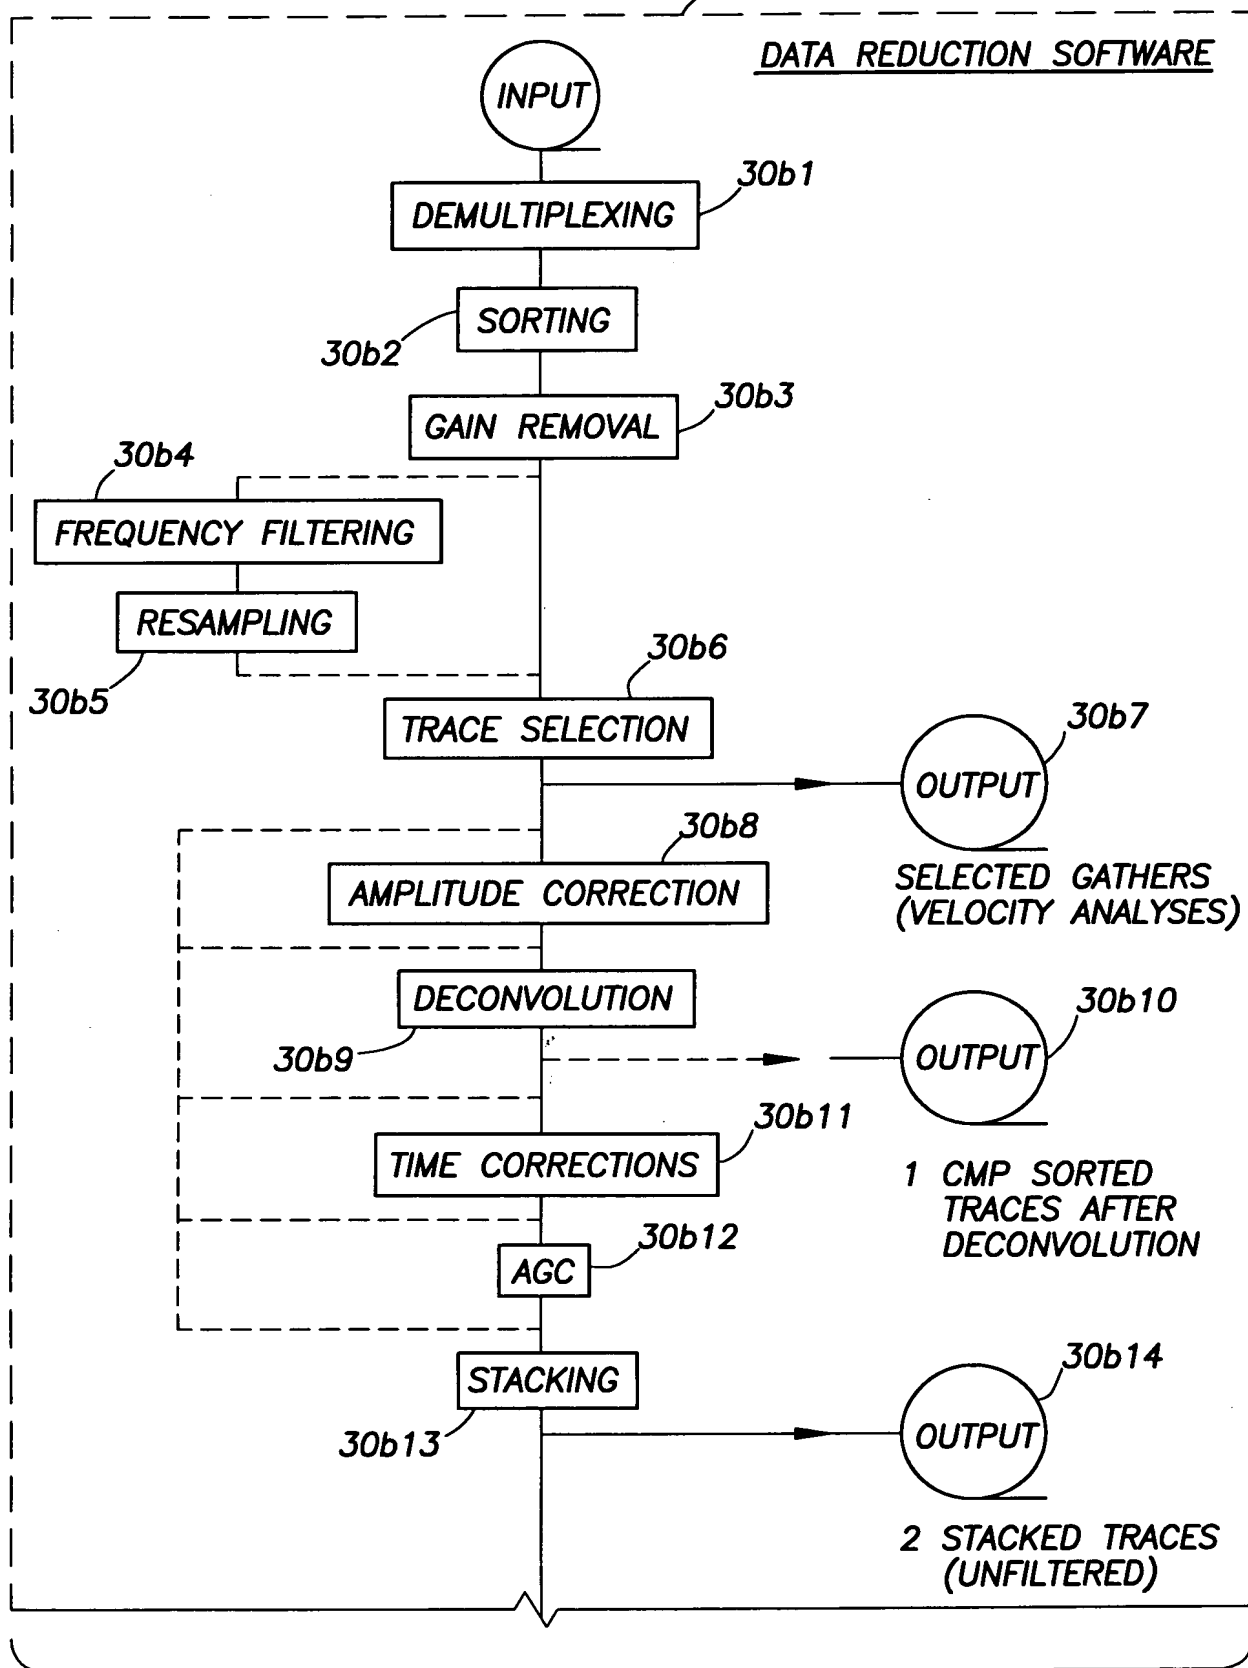 DATA REDUCTION SOFTWARE
INPUT
30b1
DEMULTIPLEXING
SORTING
30b2
30b3
GAIN REMOVAL
30b4
FREQUENCY FILTERING
RESAMPLING
30b5
30b6
TRACE SELECTION
30b7
OUTPUT
SELECTED GATHERS
(VELOCITY ANALYSES)
30b8
AMPLITUDE CORRECTION
DECONVOLUTION
30b9
30b10
OUTPUT
1 CMP SORTED
TRACES AFTER
DECONVOLUTION
30b11
TIME CORRECTIONS
30b12
AGC
STACKING
30b13
30b14
OUTPUT
2 STACKED TRACES
(UNFILTERED)